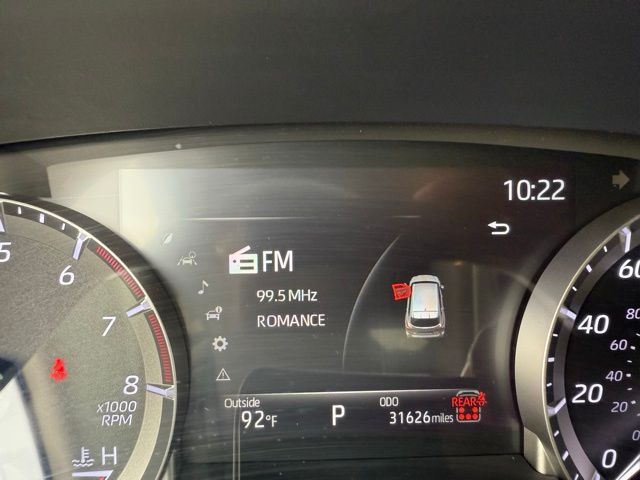 10:22
FM
99.5 MHz
ROMANCE
Outside
92°F
P
ODO
31626 miles
REAR
5
6
7
8
x1000
RPM
H
60
40
20
0
80
60
40
20
0